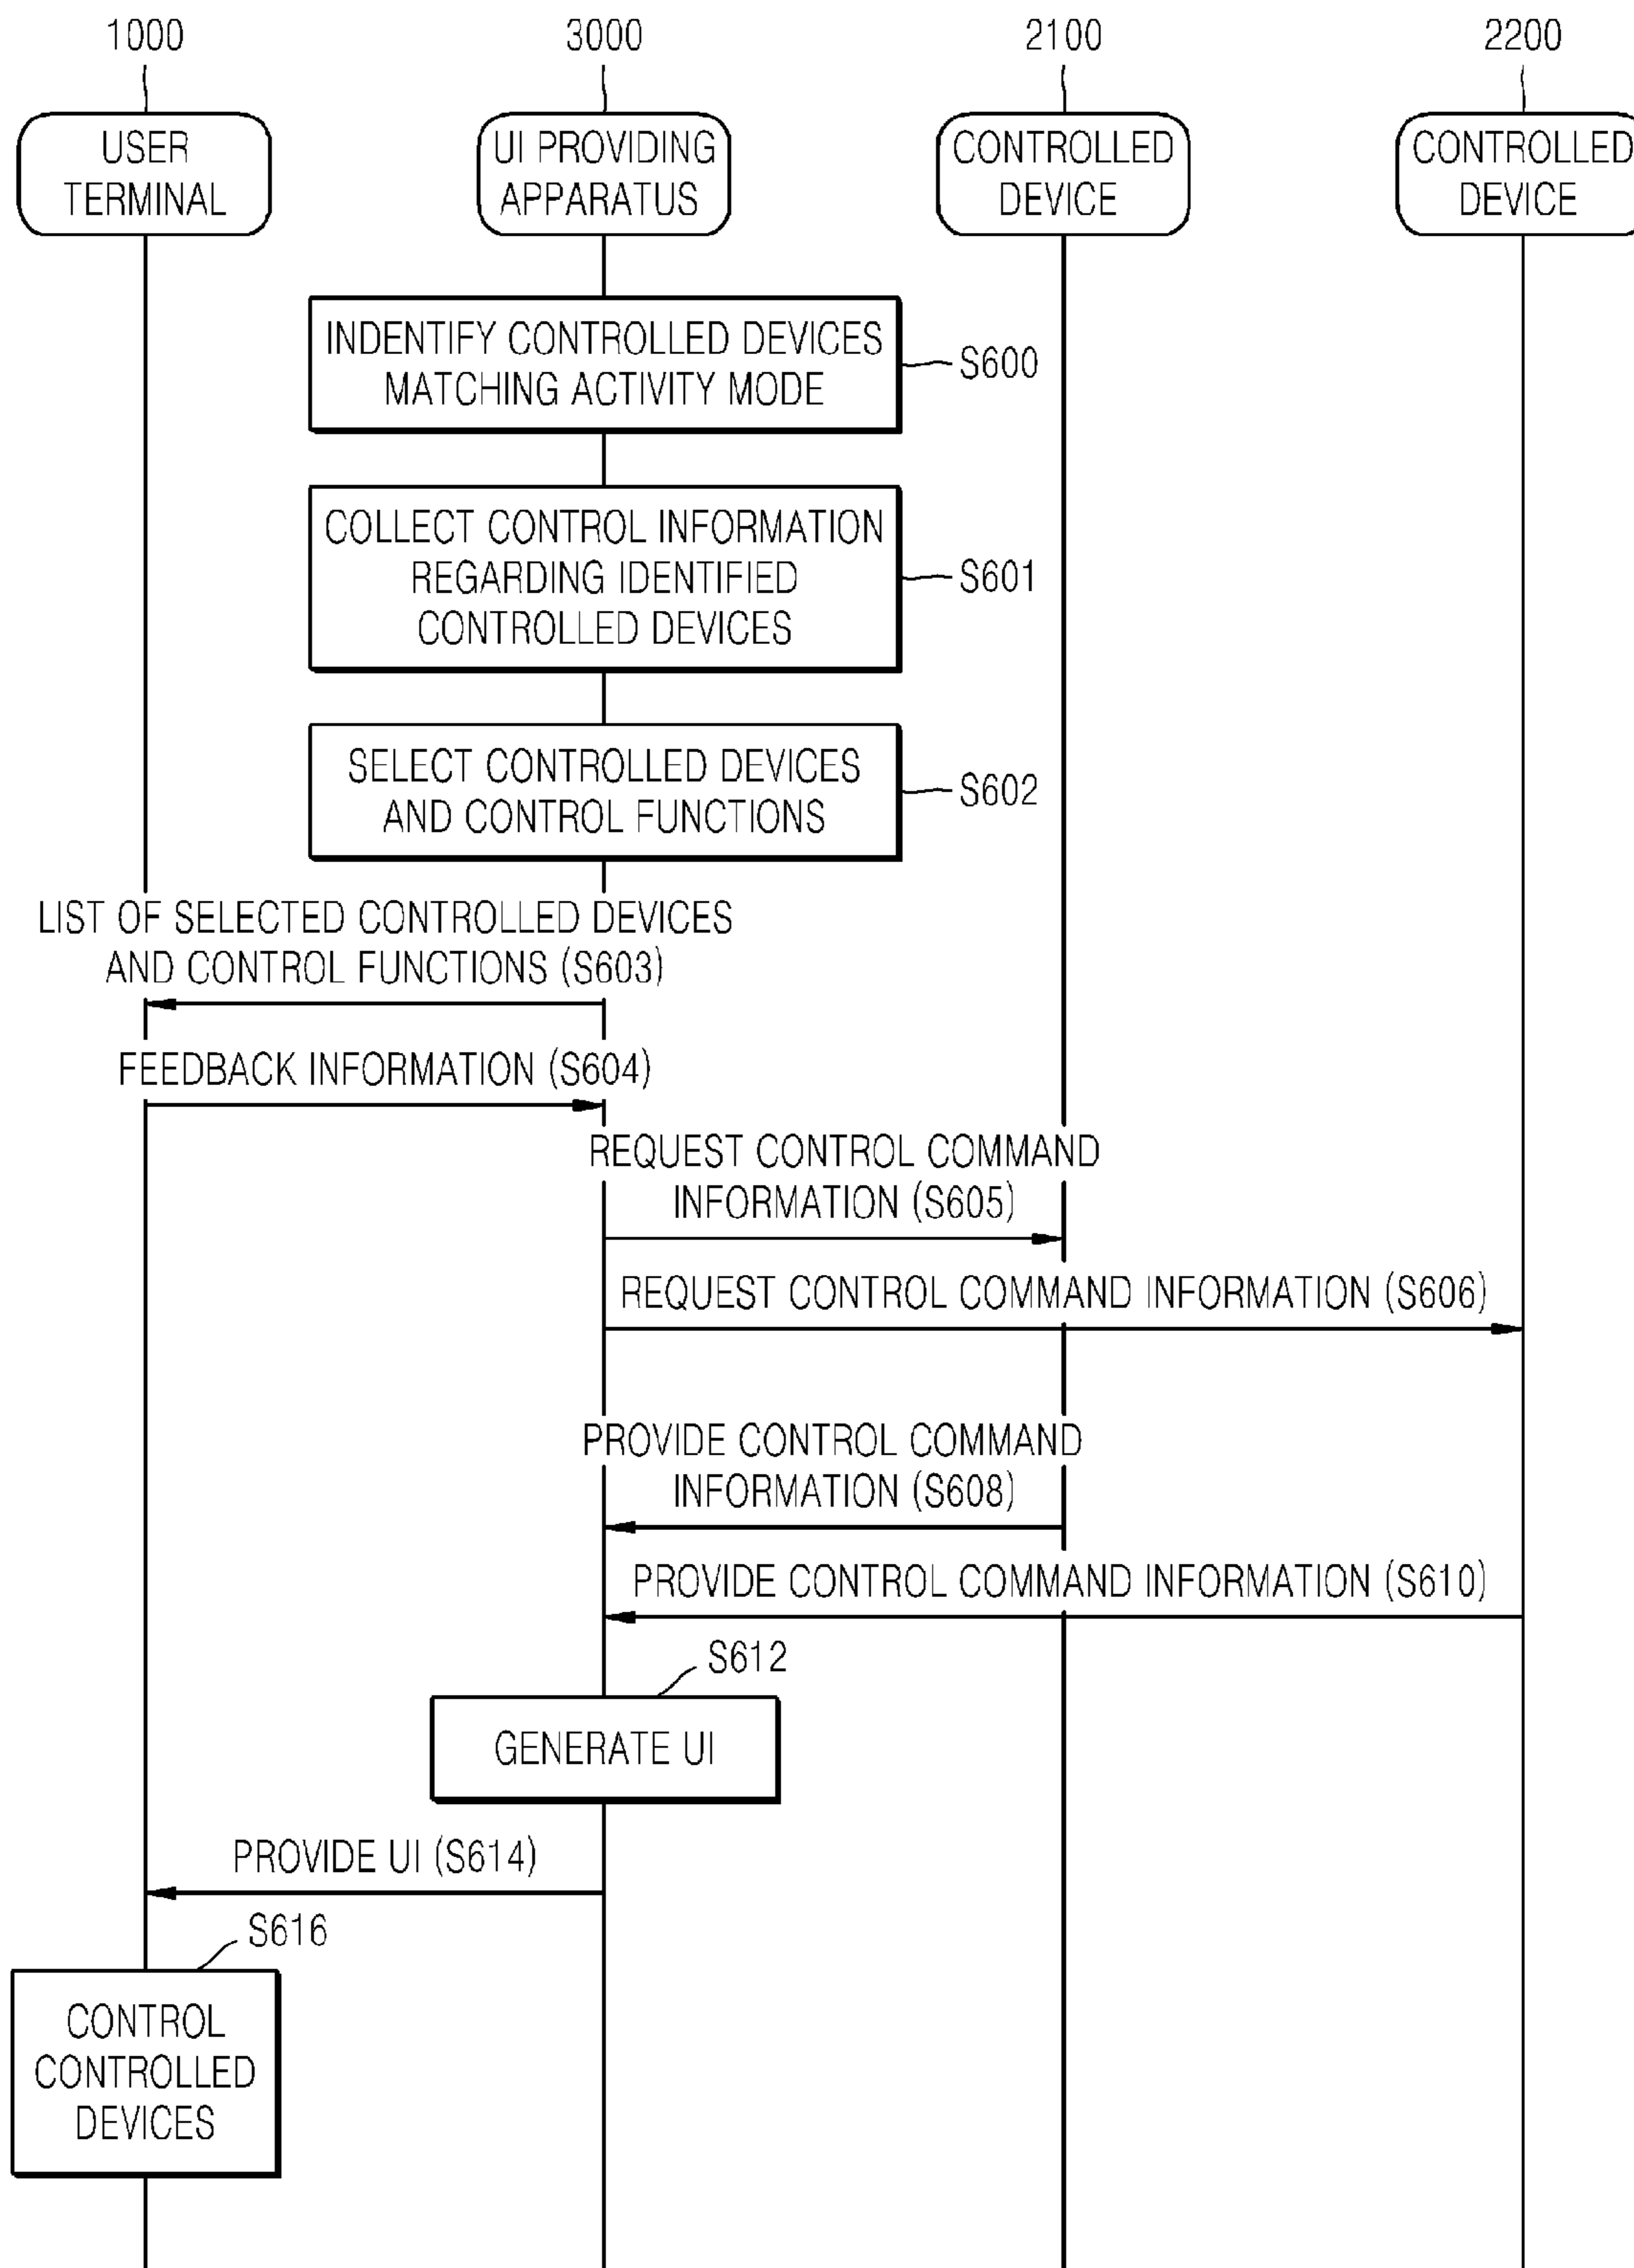 1000
3000
2100
2200
USER
TERMINAL
UI PROVIDING
APPARATUS
CONTROLLED
DEVICE
CONTROLLED
DEVICE
INDENTIFY CONTROLLED DEVICES
MATCHING ACTIVITY MODE
S600
COLLECT CONTROL INFORMATION
REGARDING IDENTIFIED
CONTROLLED DEVICES
S601
SELECT CONTROLLED DEVICES
AND CONTROL FUNCTIONS
S602
LIST OF SELECTED CONTROLLED DEVICES
AND CONTROL FUNCTIONS (S603)
FEEDBACK INFORMATION (S604)
REQUEST CONTROL COMMAND
INFORMATION (S605)
REQUEST CONTROL COMMAND INFORMATION (S606)
PROVIDE CONTROL COMMAND
INFORMATION (S608)
PROVIDE CONTROL COMMAND INFORMATION (S610)
S612
GENERATE UI
PROVIDE UI (S614)
S616
CONTROL
CONTROLLED
DEVICES